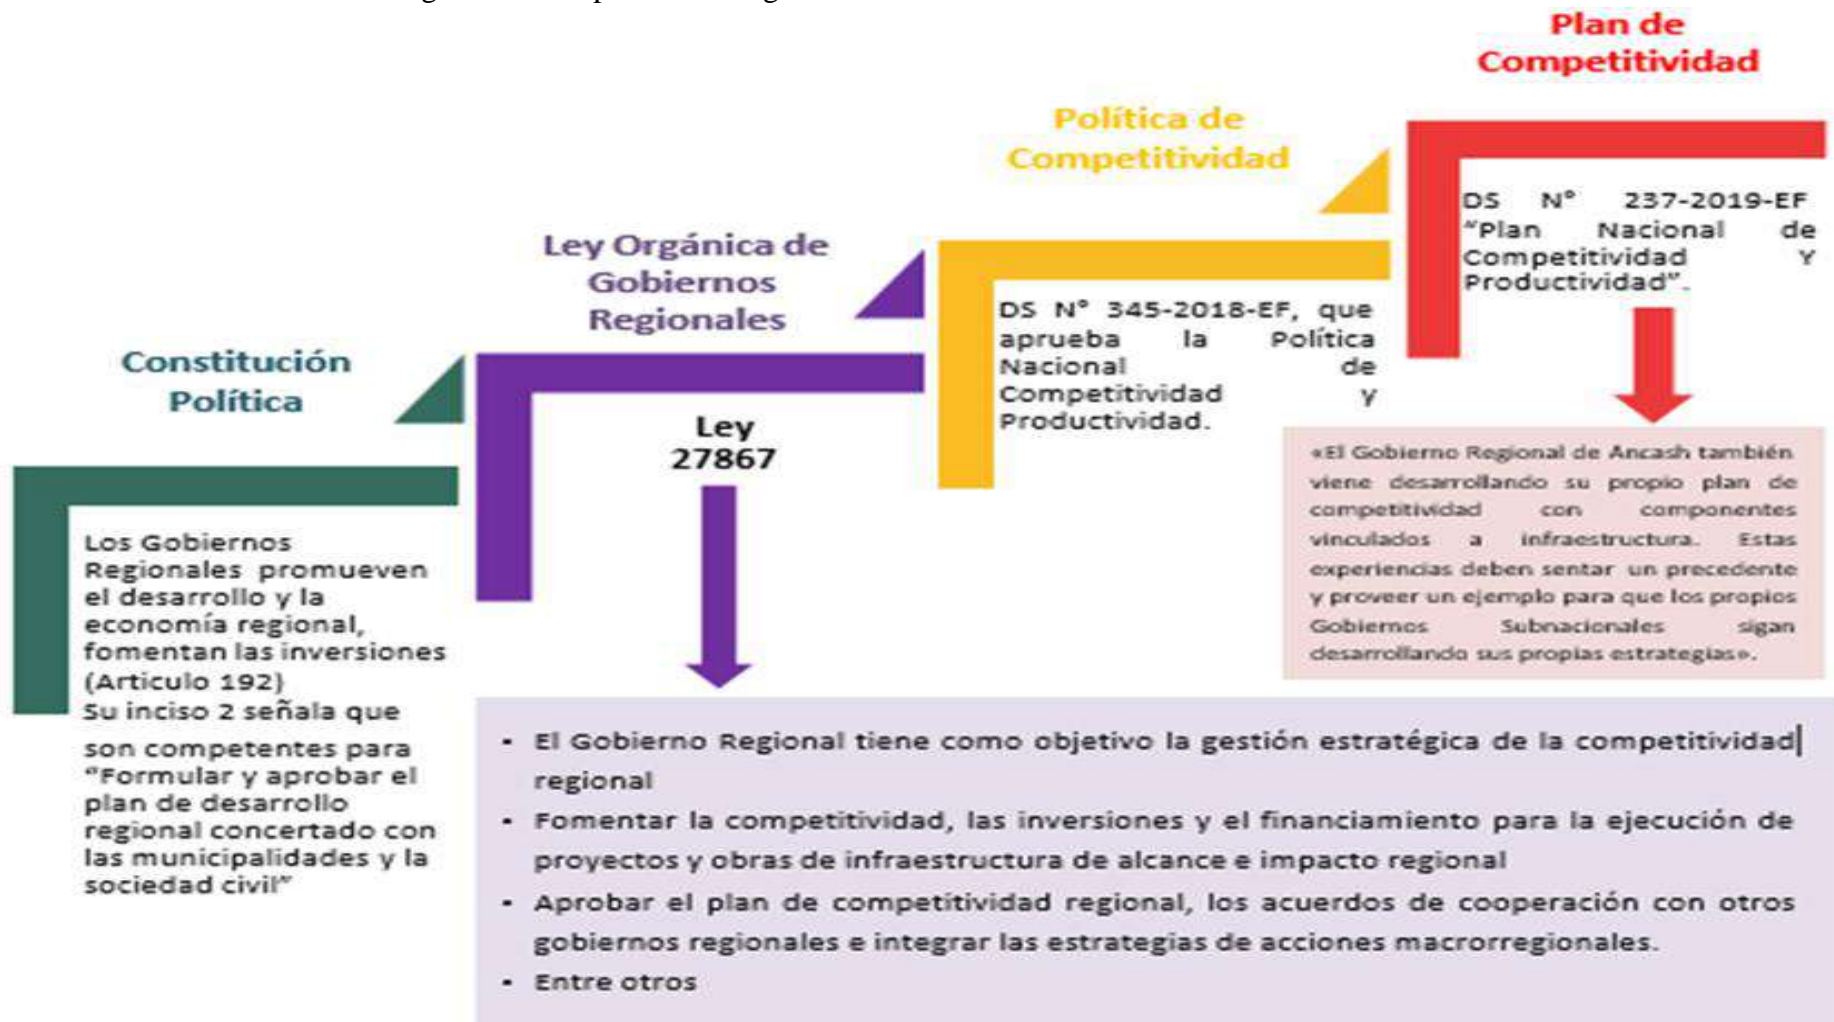 Plan de
Competitividad
Política de
Competitividad
DS N° 237-2019-EF
“Plan Nacional de
Competitividad Y
Productividad”.
Ley Orgánica de
Gobiernos
Regionales
DS N° 345-2018-EF, que
aprueba la Política
Nacional de
Competitividad y
Productividad.
Constitución
Política
Ley
27867
«El Gobierno Regional de Ancash también
viene desarrollando su propio plan de
competitividad con componentes
vinculados a infraestructura. Estas
experiencias deben sentar un precedente
y proveer un ejemplo para que los propios
Gobiernos Subnacionales sigan
desarrollando sus propias estrategias».
Los Gobiernos
Regionales promueven
el desarrollo y la
economía regional,
fomentan las inversiones
(Articulo 192)
Su inciso 2 señala que
son competentes para
“Formular y aprobar el
plan de desarrollo
regional concertado con
las municipalidades y la
sociedad civil”
▪ El Gobierno Regional tiene como objetivo la gestión estratégica de la competitividad
regional
▪ Fomentar la competitividad, las inversiones y el financiamiento para la ejecución de
proyectos y obras de infraestructura de alcance e impacto regional
▪ Aprobar el plan de competitividad regional, los acuerdos de cooperación con otros
gobiernos regionales e integrar las estrategias de acciones macrorregionales.
▪ Entre otros